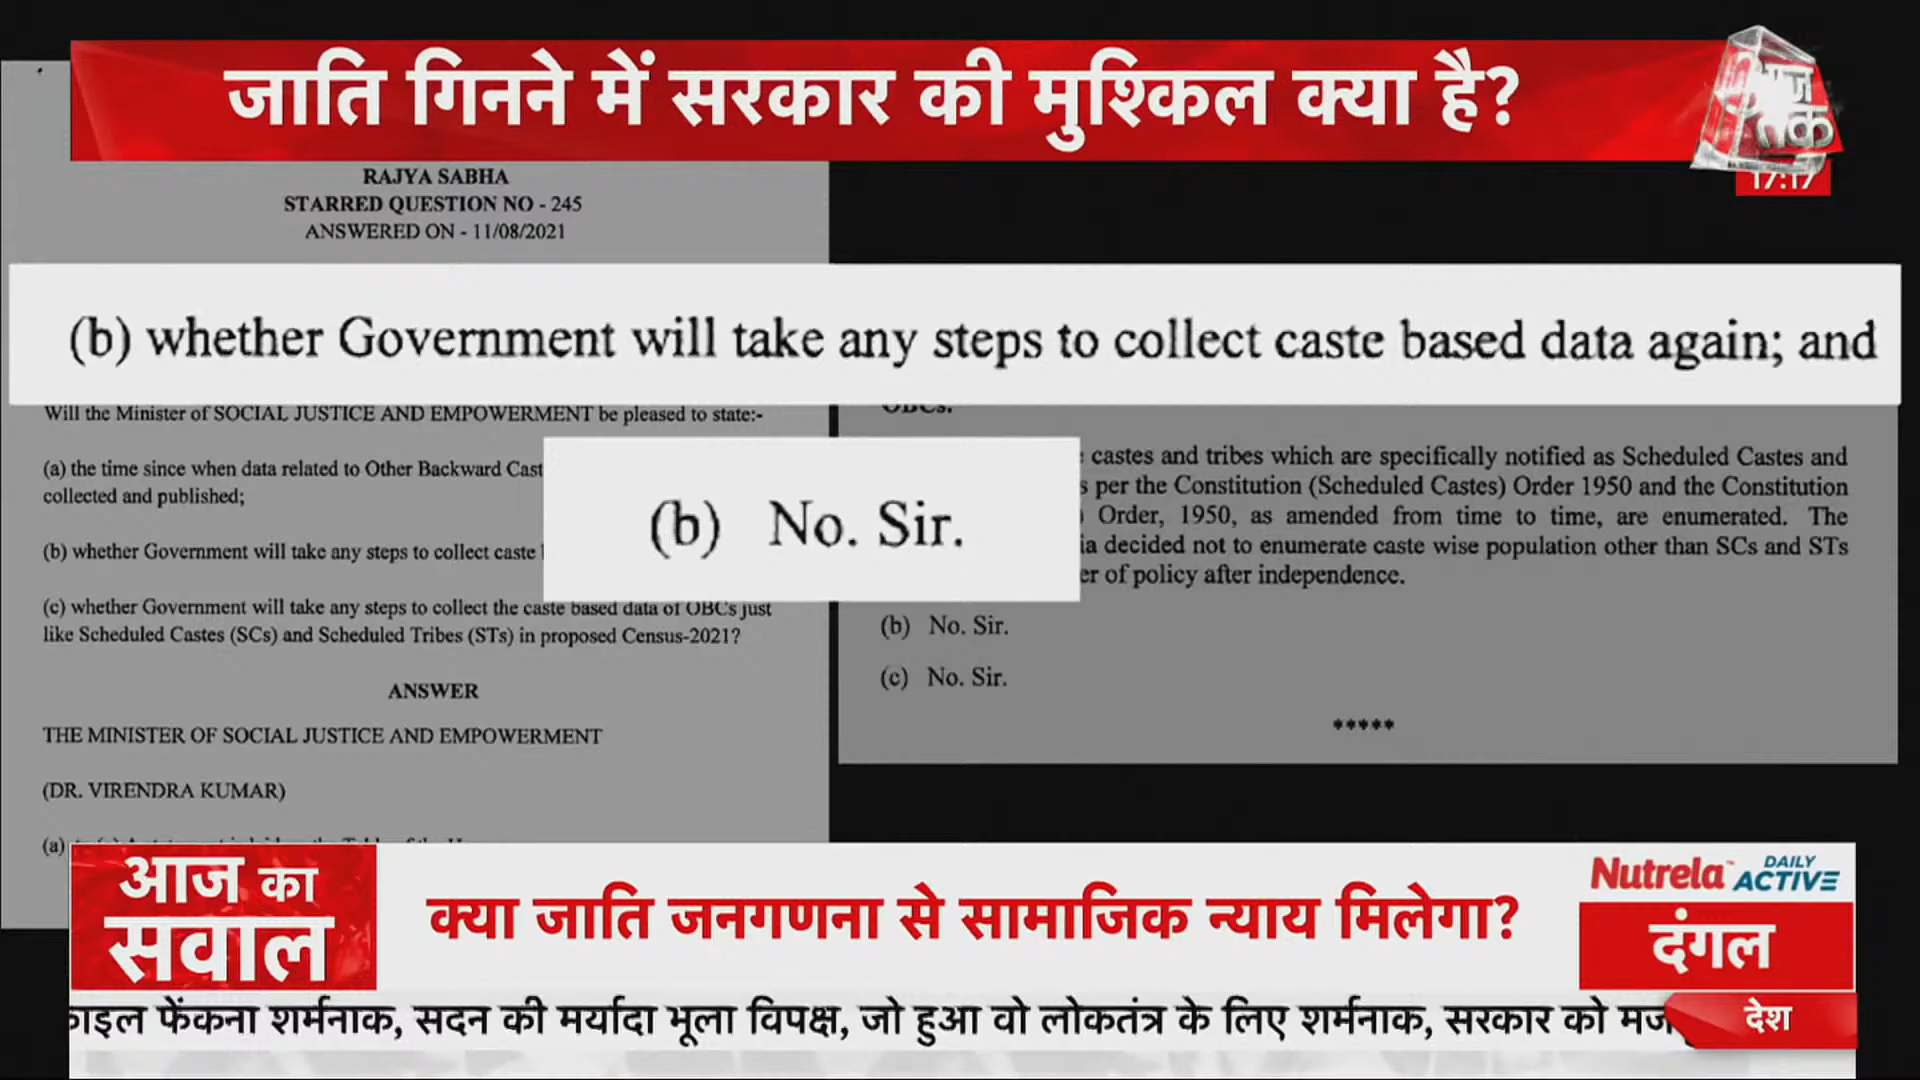 जाति गिनने में सरकार की मुश्किल क्या है?
आज
तक
17:17
RAJYA SABHA
STARRED QUESTION NO - 245
ANSWERED ON - 11/08/2021
(b) whether Government will take any steps to collect caste based data again; and
Will the Minister of SOCIAL JUSTICE AND EMPOWERMENT be pleased to state:-
(a) the time since when data related to Other Backward Cast
collected and published;
(b) whether Government will take any steps to collect caste
(c) whether Government will take any steps to collect the caste based data of OBCs just
like Scheduled Castes (SCs) and Scheduled Tribes (STs) in proposed Census-2021?
ANSWER
THE MINISTER OF SOCIAL JUSTICE AND EMPOWERMENT
(DR. VIRENDRA KUMAR)
(a)
(b) No. Sir.
OBCs.
castes and tribes which are specifically notified as Scheduled Castes and
s per the Constitution (Scheduled Castes) Order 1950 and the Constitution
Order, 1950, as amended from time to time, are enumerated. The
ia decided not to enumerate caste wise population other than SCs and STs
er of policy after independence.
(b) No. Sir.
(c) No. Sir.
*****
आज का
सवाल
क्या जाति जनगणना से सामाजिक न्याय मिलेगा?
Nutrela DAILY
ACTIVE
दंगल
फेंकना शर्मनाक, सदन की मर्यादा भूला विपक्ष, जो हुआ वो लोकतंत्र के लिए शर्मनाक, सरकार को
देश